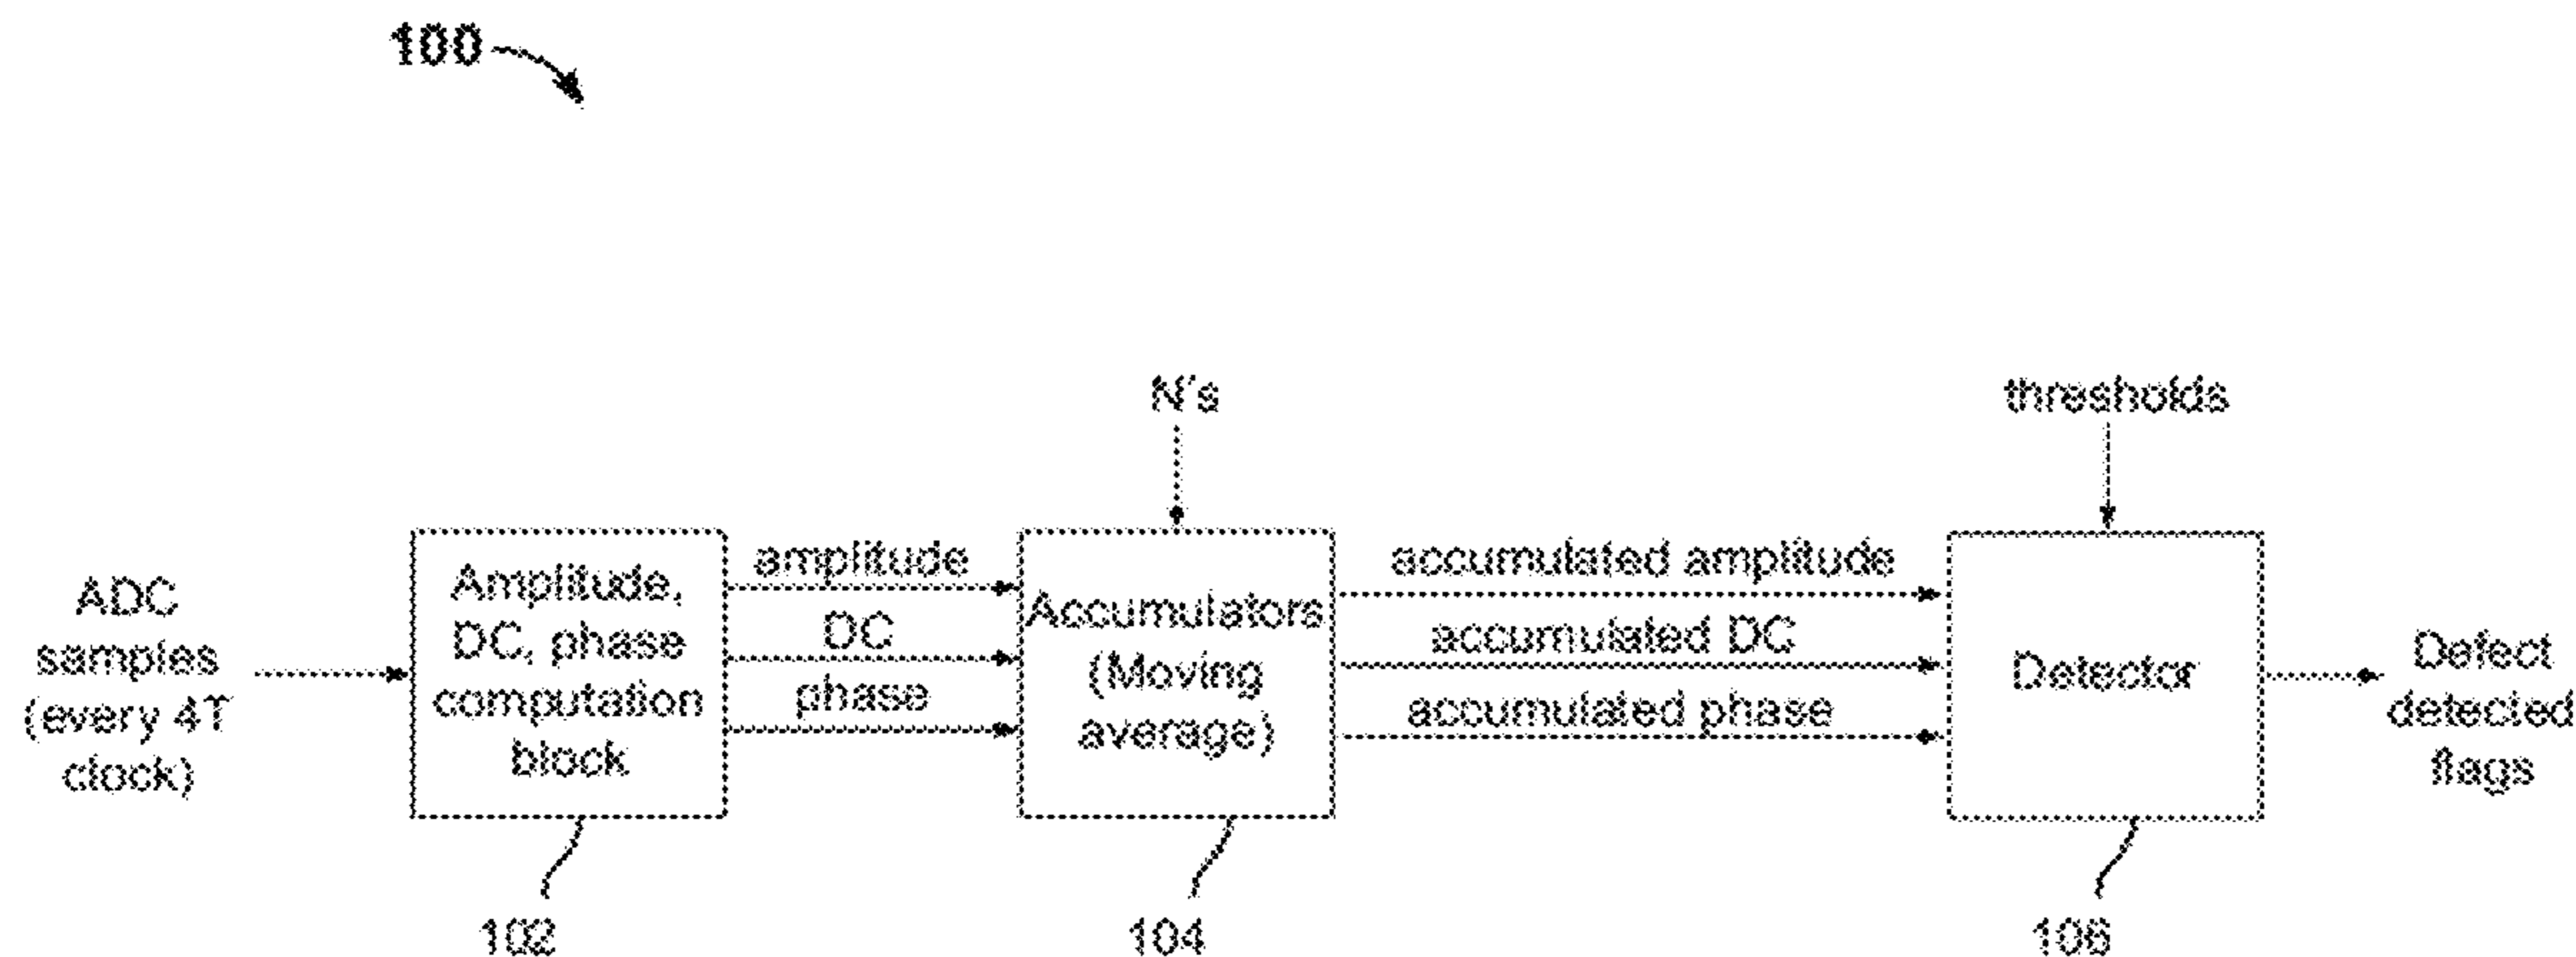 100
N's
thresholds
ADC
samples
(every 4T
clock)
Amplitude,
DC, phase
computation
block
amplitude
DC
phase
Accumulators
(Moving
average)
accumulated amplitude
accumulated DC
accumulated phase
Detector
Defect
detected
flags
102
104
106